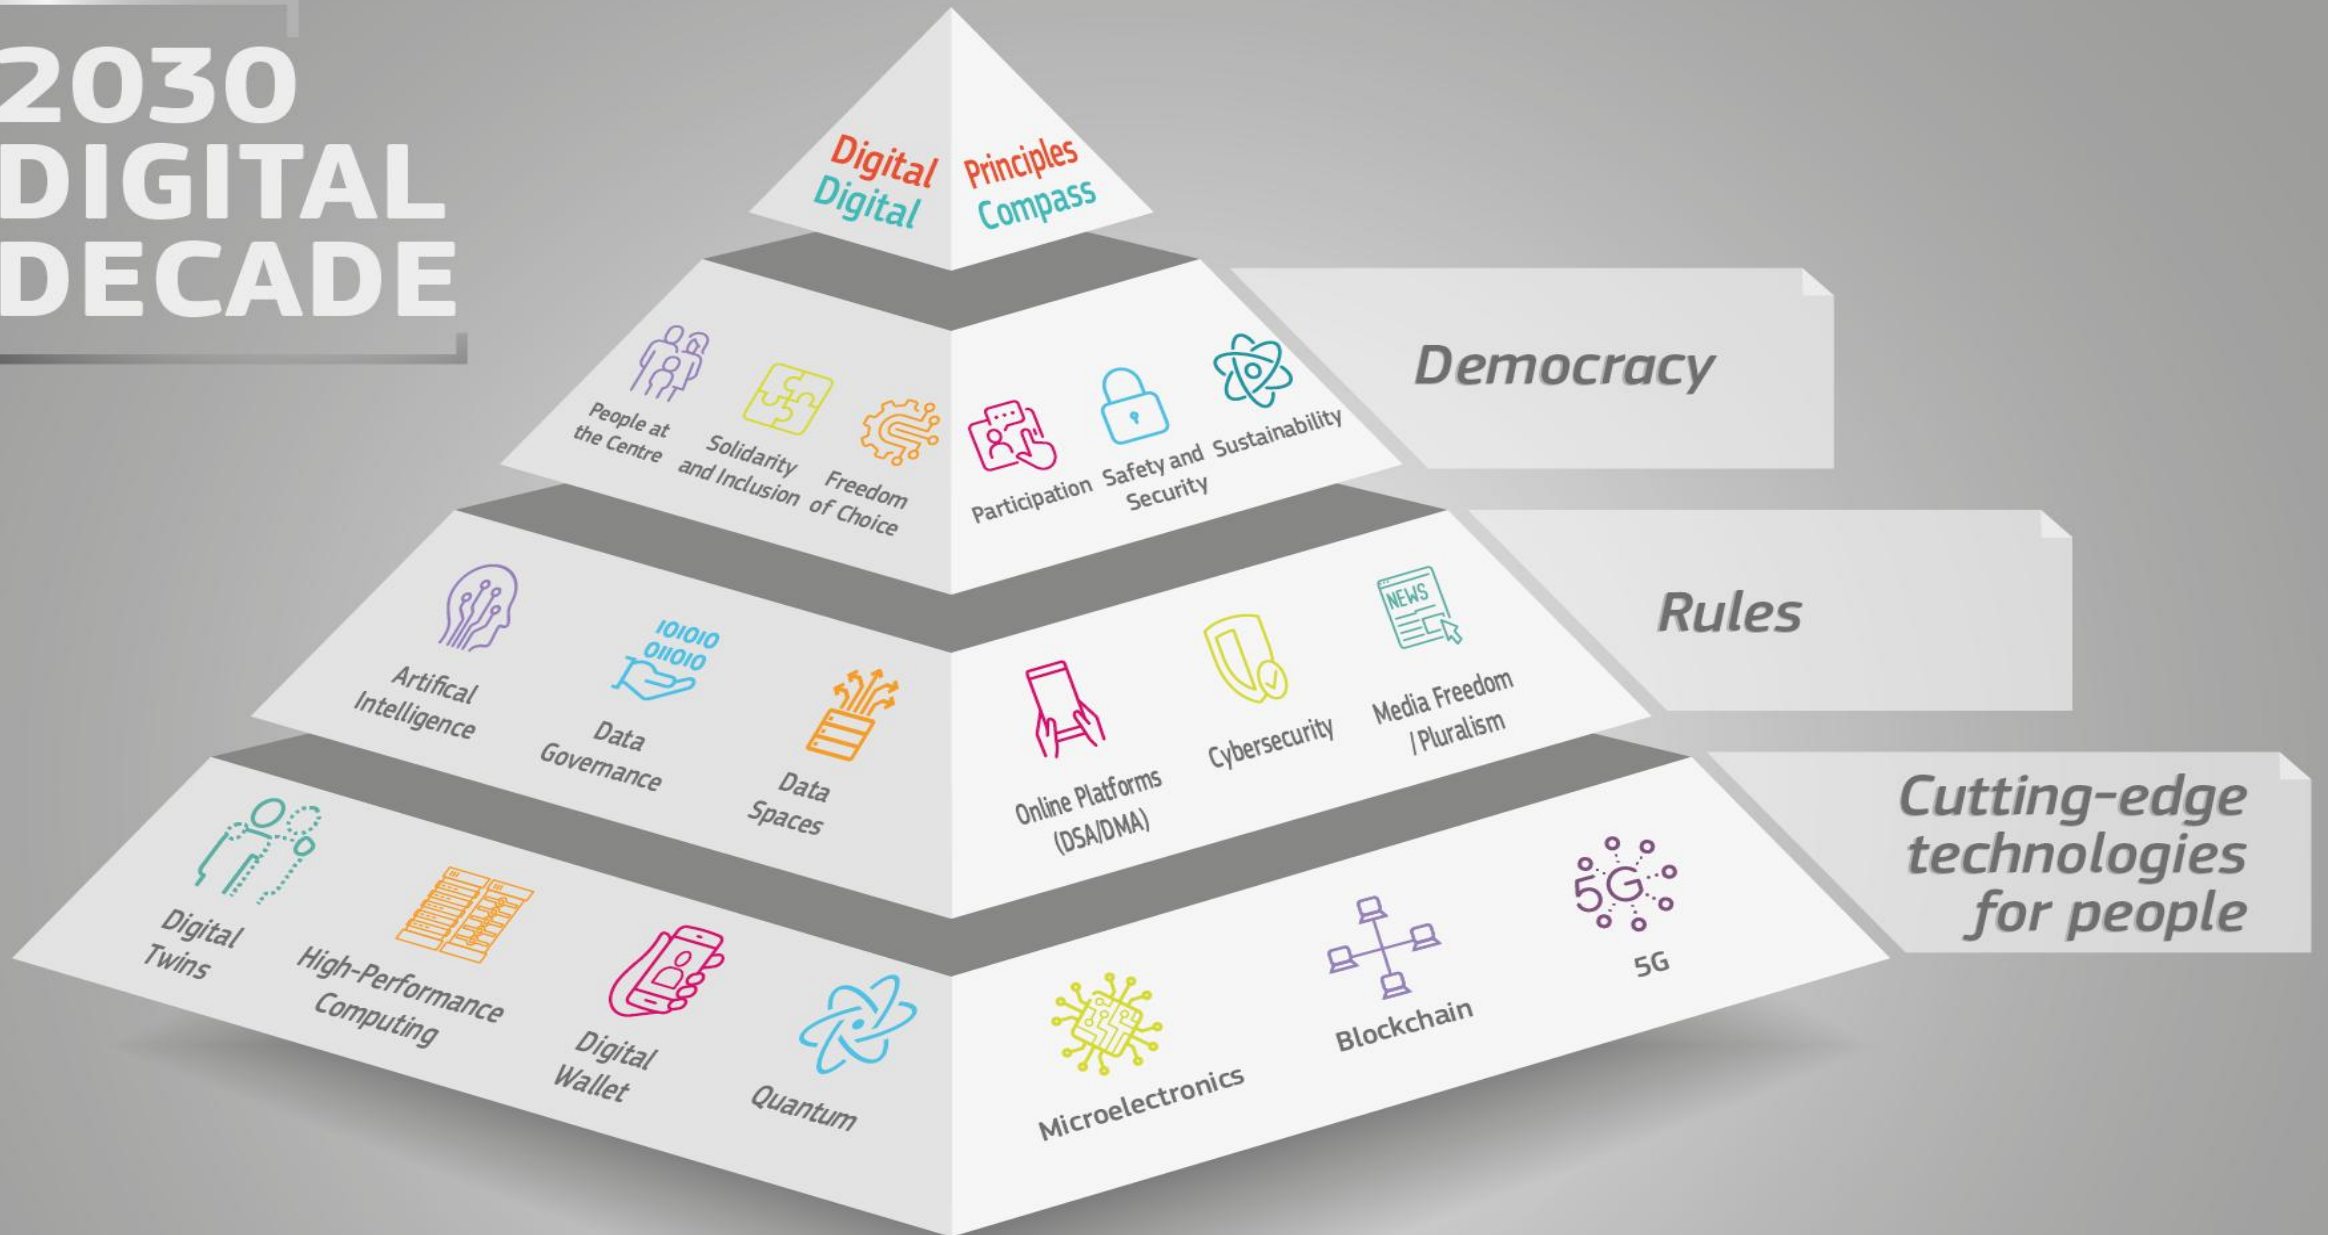 2030
DIGITAL
DECADE
Digital Principles
Digital Compass
People at
the Centre
Solidarity
and Inclusion
Freedom
of Choice
Participation
Safety and
Security
Sustainability
Democracy
Artifical
Intelligence
101010
011010
Data
Governance
Data
Spaces
Online Platforms
(DSA/DMA)
Cybersecurity
NEWS
Media Freedom
/Pluralism
Rules
Digital
Twins
High-Performance
Computing
Digital
Wallet
Quantum
Microelectronics
Blockchain
5G
5G
Cutting-edge
technologies
for people